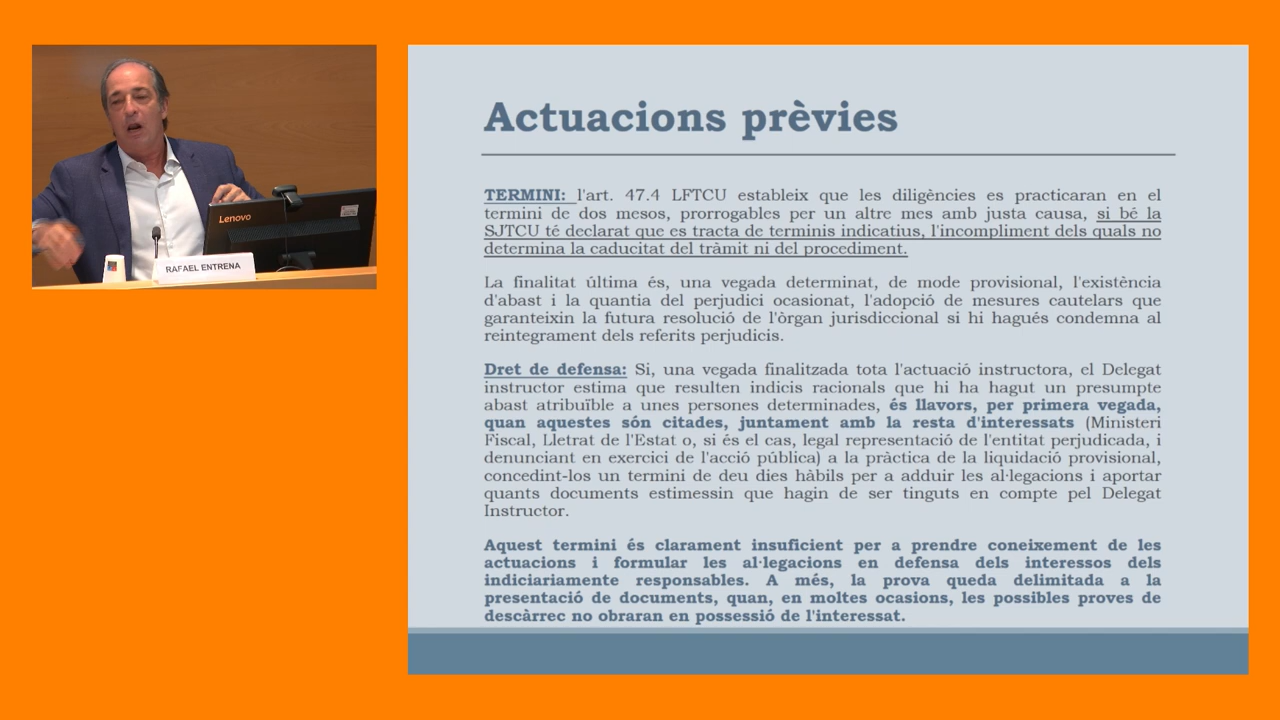 Lenovo
RAFAEL ENTRENA
Actuacions prèvies
TERMINI: l'art. 47.4 LFTCU estableix que les diligències es practicaran en el
termini de dos mesos, prorrogables per un altre mes amb justa causa, si bé la
SJTCU té declarat que es tracta de terminis indicatius, l'incompliment dels quals no
determina la caducitat del tràmit ni del procediment.
La finalitat última és, una vegada determinat, de mode provisional, l'existència
d'abast i la quantia del perjudici ocasionat, l'adopció de mesures cautelars que
garanteixin la futura resolució de l'òrgan jurisdiccional si hi hagués condemna al
reintegrament dels referits perjudicis.
Dret de defensa: Si, una vegada finalitzada tota l'actuació instructora, el Delegat
instructor estima que resulten indicis racionals que hi ha hagut un presumpte
abast atribuïble a unes persones determinades, és llavors, per primera vegada,
quan aquestes són citades, juntament amb la resta d'interessats (Ministeri
Fiscal, Lletrat de l'Estat o, si és el cas, legal representació de l'entitat perjudicada, i
denunciant en exercici de l'acció pública) a la pràctica de la liquidació provisional,
concedint-los un termini de deu dies hàbils per a adduir les al·legacions i aportar
quants documents estimessin que hagin de ser tinguts en compte pel Delegat
Instructor.
Aquest termini és clarament insuficient per a prendre coneixement de les
actuacions i formular les al·legacions en defensa dels interessos dels
indiciariament responsables. A més, la prova queda delimitada a la
presentació de documents, quan, en moltes ocasions, les possibles proves de
descàrrec no obraran en possessió de l'interessat.